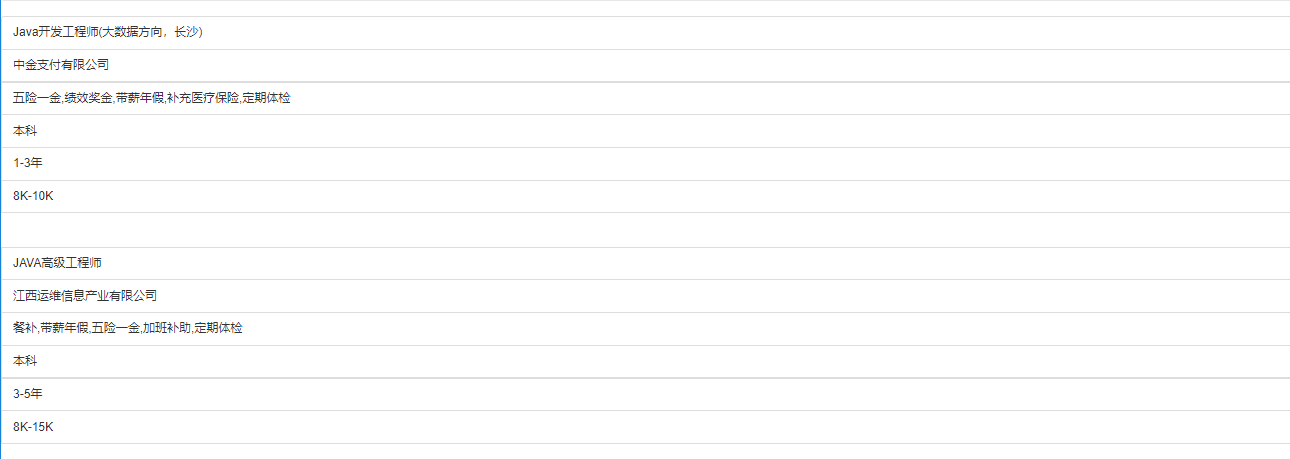 Java开发工程师(大数据方向，长沙)
中金支付有限公司
五险一金,绩效奖金,带薪年假,补充医疗保险,定期体检
本科
1-3年
8K-10K
JAVA高级工程师
江西运维信息产业有限公司
餐补,带薪年假,五险一金,加班补助,定期体检
本科
3-5年
8K-15K